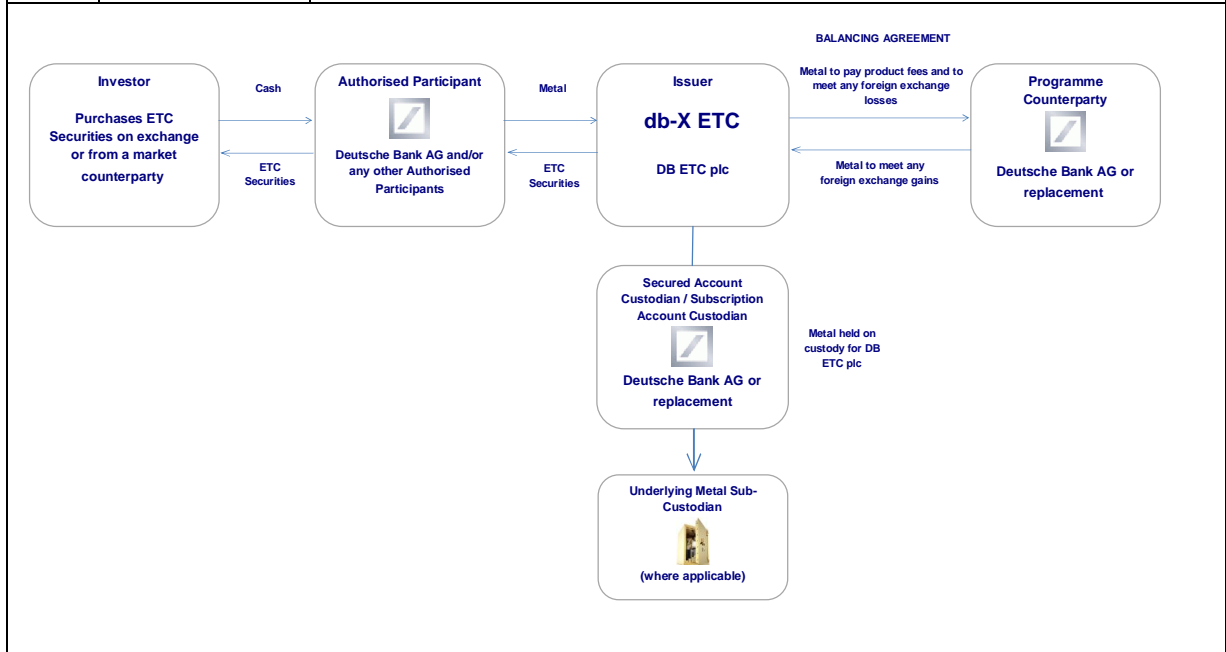 BALANCING AGREEMENT
Investor
Purchases ETC
Securities on exchange
or from a market
counterparty
Cash
ETC
Securities
Authorised Participant
Deutsche Bank AG and/or
any other Authorised
Participants
Metal
ETC
Securities
Issuer
db-X ETC
DB ETC plc
Metal to pay product fees and to
meet any foreign exchange
losses
Metal to meet any
foreign exchange gains
Programme
Counterparty
Deutsche Bank AG or
replacement
Secured Account
Custodian / Subscription
Account Custodian
Deutsche Bank AG or
replacement
Metal held on
custody for DB
ETC plc
Underlying Metal Sub-
Custodian
(where applicable)